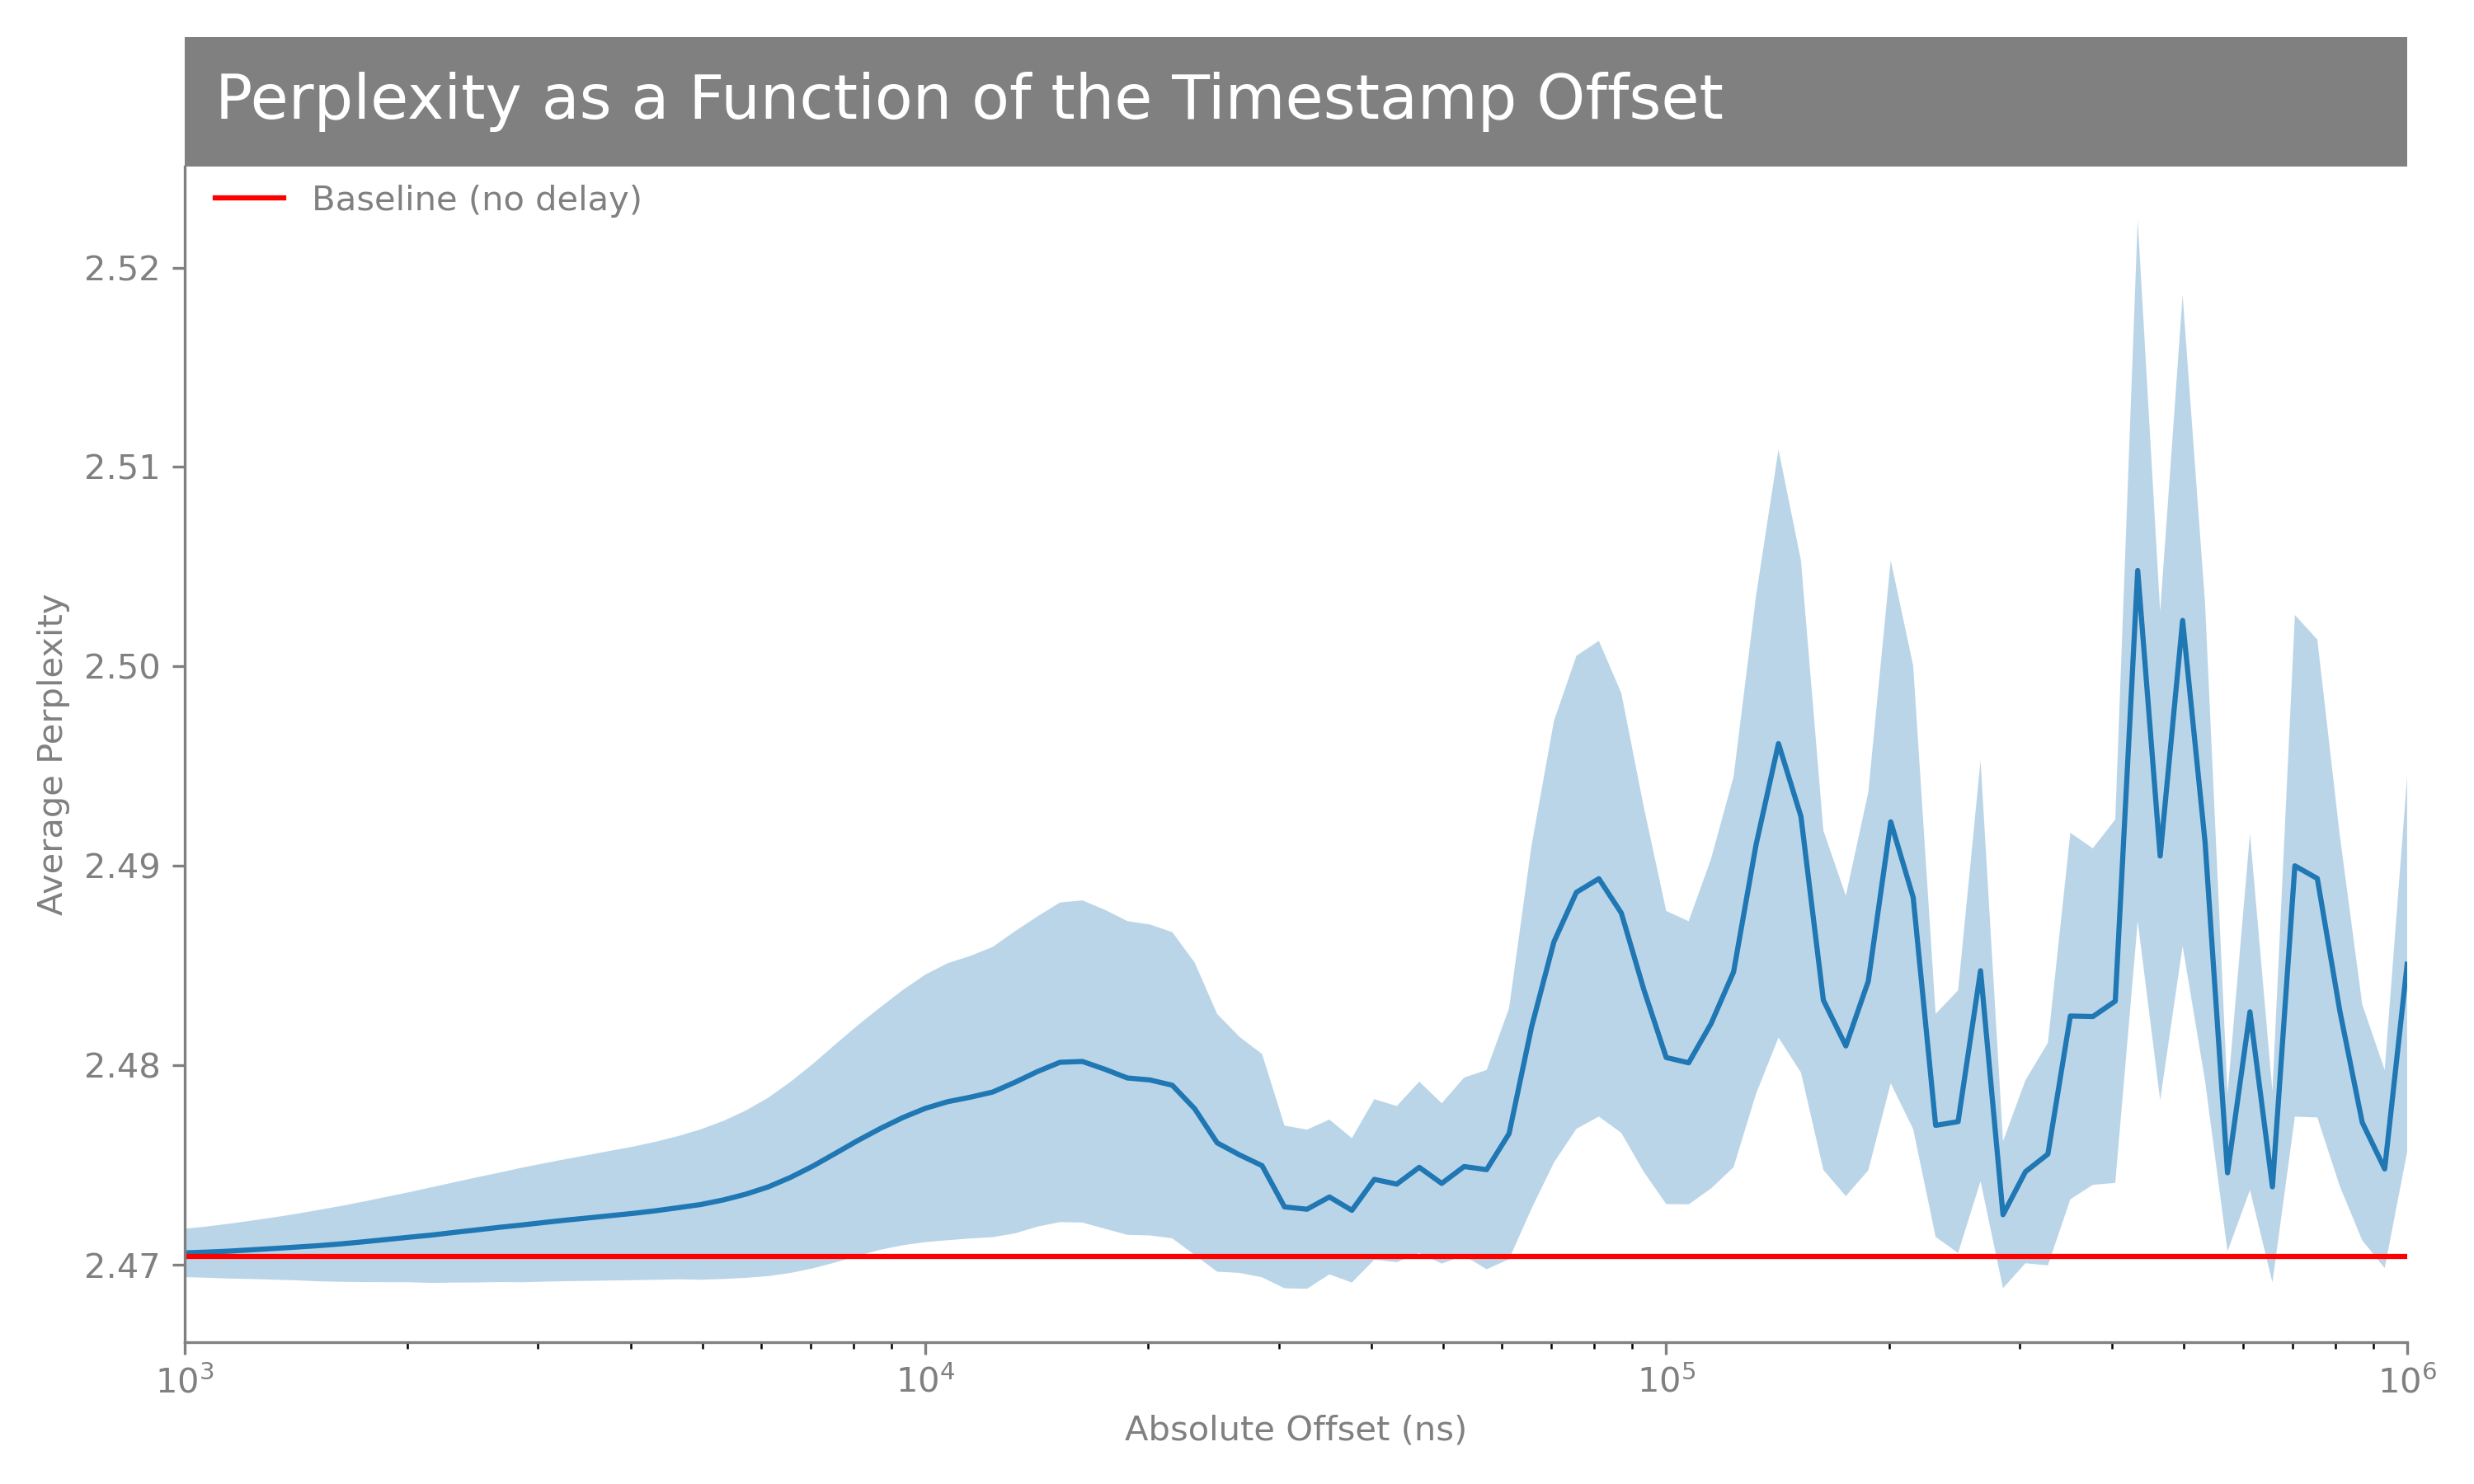 Perplexity as a Function of the Timestamp Offset
Baseline (no delay)
2.52
2.51
2.50
2.49
2.48
2.47
Average Perplexity
10³
10⁴
10⁵
10⁶
Absolute Offset (ns)